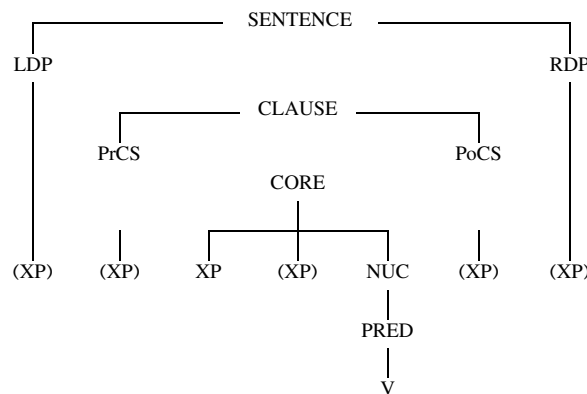 SENTENCE
LDP RDP
CLAUSE
PrCS PoCS
CORE
(XP) (XP) XP (XP) NUC (XP) (XP)
PRED
V